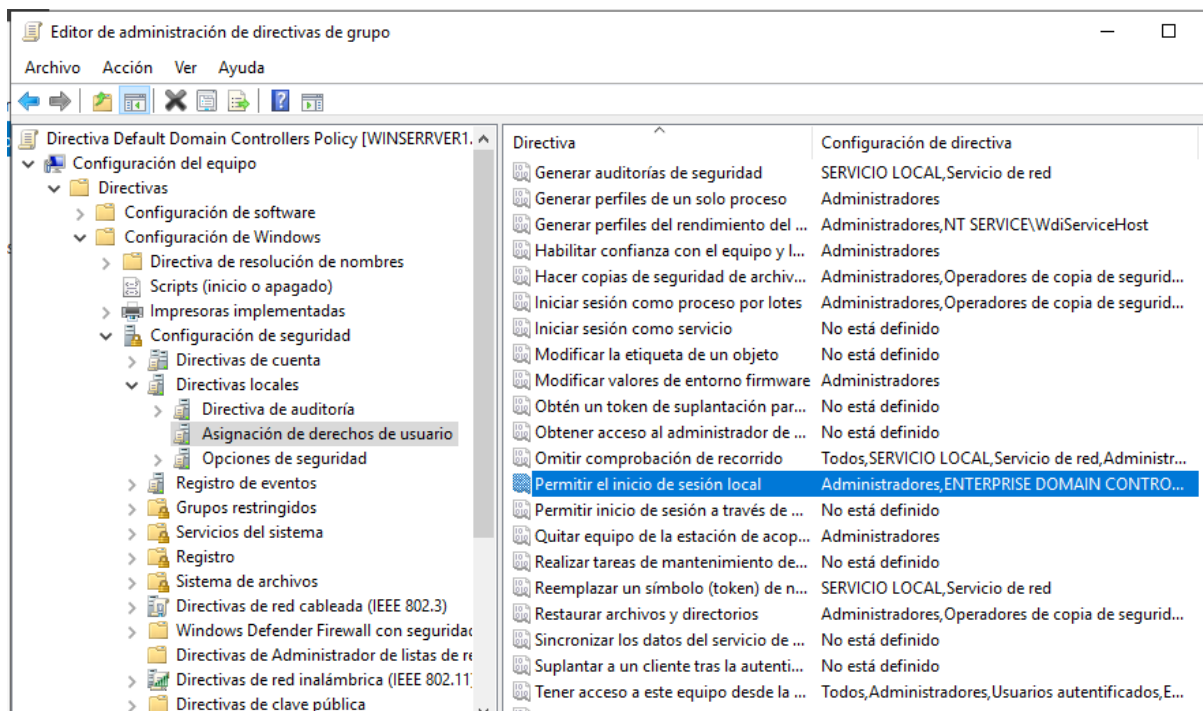 Editor de administración de directivas de grupo
Archivo Acción Ver Ayuda
Directiva Default Domain Controllers Policy [WINSERRVER1.
Configuración del equipo
Directivas
Configuración de software
Configuración de Windows
Directiva de resolución de nombres
Scripts (inicio o apagado)
Impresoras implementadas
Configuración de seguridad
Directivas de cuenta
Directivas locales
Directiva de auditoría
Asignación de derechos de usuario
Opciones de seguridad
Registro de eventos
Grupos restringidos
Servicios del sistema
Registro
Sistema de archivos
Directivas de red cableada (IEEE 802.3)
Windows Defender Firewall con seguridad
Directivas de Administrador de listas de re
Directivas de red inalámbrica (IEEE 802.11)
Directivas de clave pública
Directiva Configuración de directiva
Generar auditorías de seguridad SERVICIO LOCAL,Servicio de red
Generar perfiles de un solo proceso Administradores
Generar perfiles del rendimiento del ... Administradores,NT SERVICE\WdiServiceHost
Habilitar confianza con el equipo y l... Administradores
Hacer copias de seguridad de archiv... Administradores,Operadores de copia de segurid...
Iniciar sesión como proceso por lotes Administradores,Operadores de copia de segurid...
Iniciar sesión como servicio No está definido
Modificar la etiqueta de un objeto No está definido
Modificar valores de entorno firmware Administradores
Obtén un token de suplantación par... No está definido
Obtener acceso al administrador de ... No está definido
Omitir comprobación de recorrido Todos,SERVICIO LOCAL,Servicio de red,Administr...
Permitir el inicio de sesión local Administradores,ENTERPRISE DOMAIN CONTRO...
Permitir inicio de sesión a través de ... No está definido
Quitar equipo de la estación de acop... Administradores
Realizar tareas de mantenimiento de... No está definido
Reemplazar un símbolo (token) de n... SERVICIO LOCAL,Servicio de red
Restaurar archivos y directorios Administradores,Operadores de copia de segurid...
Sincronizar los datos del servicio de ... No está definido
Suplantar a un cliente tras la autenti... No está definido
Tener acceso a este equipo desde la ... Todos,Administradores,Usuarios autentificados,E...